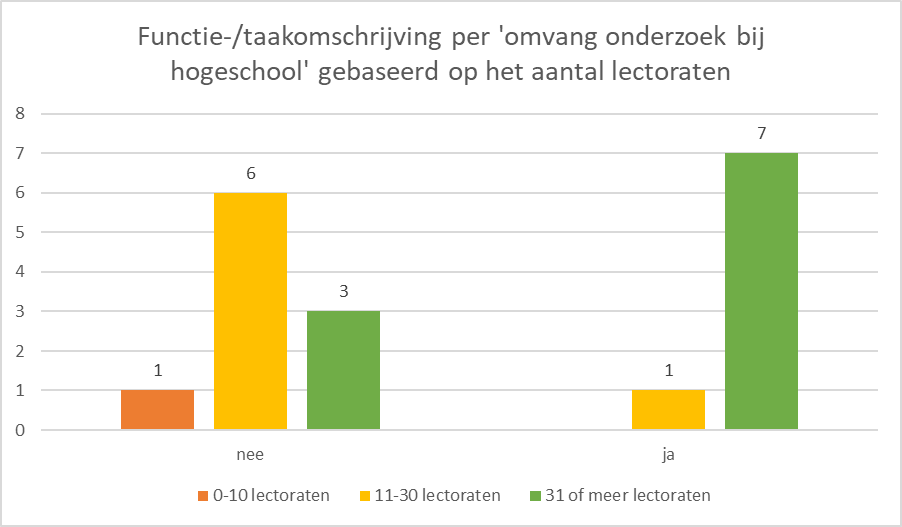 Functie-/taakomschrijving per 'omvang onderzoek bij
hogeschool' gebaseerd op het aantal lectoraten
8
7
6
5
4
3
2
1
0
1
6
3
1
7
nee
ja
0-10 lectoraten
11-30 lectoraten
31 of meer lectoraten